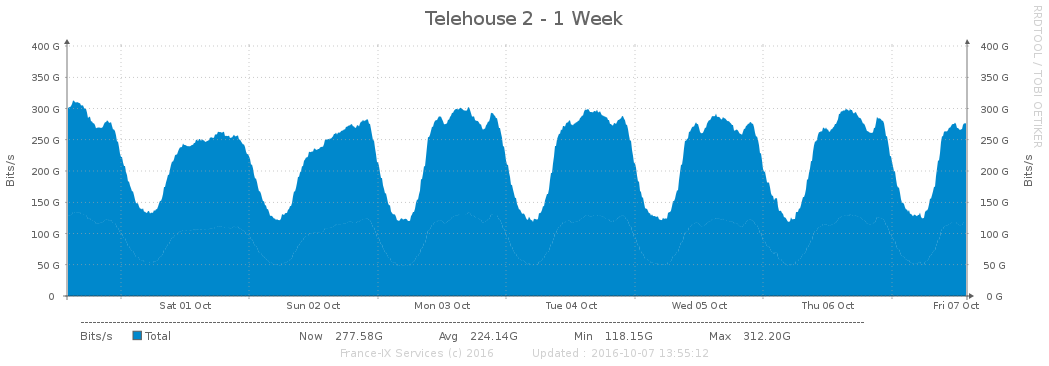 Telehouse 2 - 1 Week
RRDTOOL / TOBI OETIKER
Bits/s
400 G
350 G
300 G
250 G
200 G
150 G
100 G
50 G
0
400 G
350 G
300 G
250 G
200 G
150 G
100 G
50 G
0 G
Bits/s
Sat 01 Oct Sun 02 Oct Mon 03 Oct Tue 04 Oct Wed 05 Oct Thu 06 Oct Fri 07 Oct
Bits/s Total Now 277.58G Avg 224.14G Min 118.15G Max 312.20G
France-IX Services (c) 2016 Updated : 2016-10-07 13:55:12